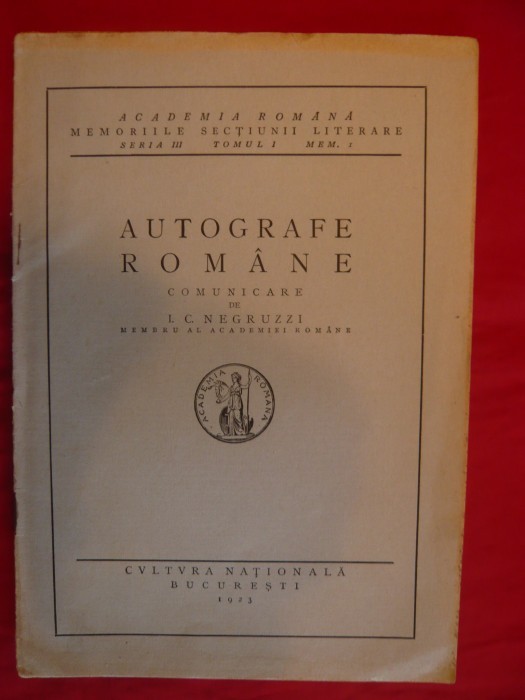 ACADEMIA ROMÂNĂ
MEMORIILE SECȚIUNII LITERARE
SERIA III TOMUL I MEM. 1
AUTOGRAFE
ROMÂNE
COMUNICARE
DE
I. C. NEGRUZZI
MEMBRU AL ACADEMIEI ROMÂNE
ACADEMIA ROMANA
CVLTVRA NAȚIONALĂ
BUCUREȘTI
1923